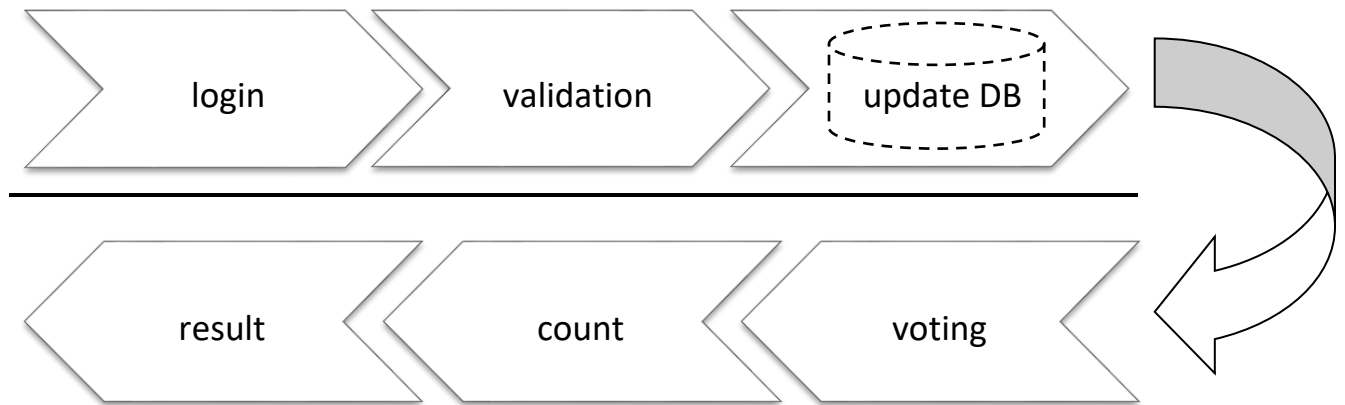 login
validation
update DB
voting
count
result